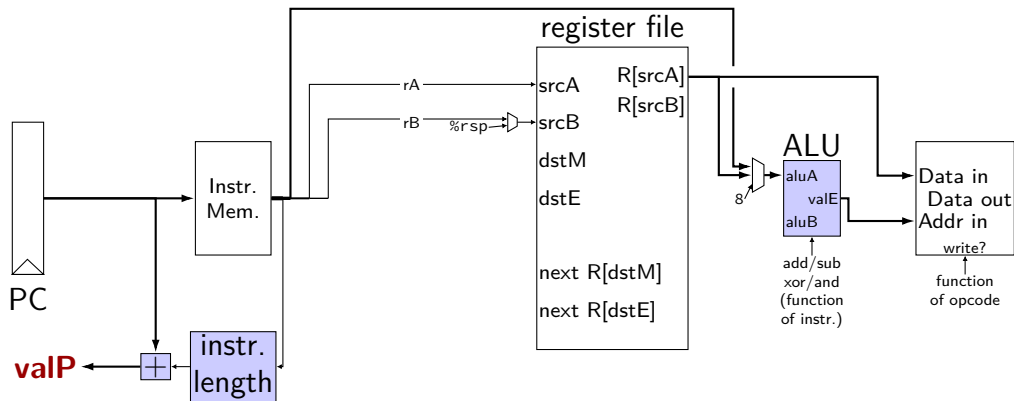 register file
rA
srcA
R[srcA]
R[srcB]
rB
%rsp
srcB
ALU
dstM
Instr.
Mem.
dstE
8
aluA
valE
aluB
Data in
Data out
Addr in
write?
add/sub
xor/and
(function
of instr.)
function
of opcode
next R[dstM]
next R[dstE]
PC
instr.
length
+
valP